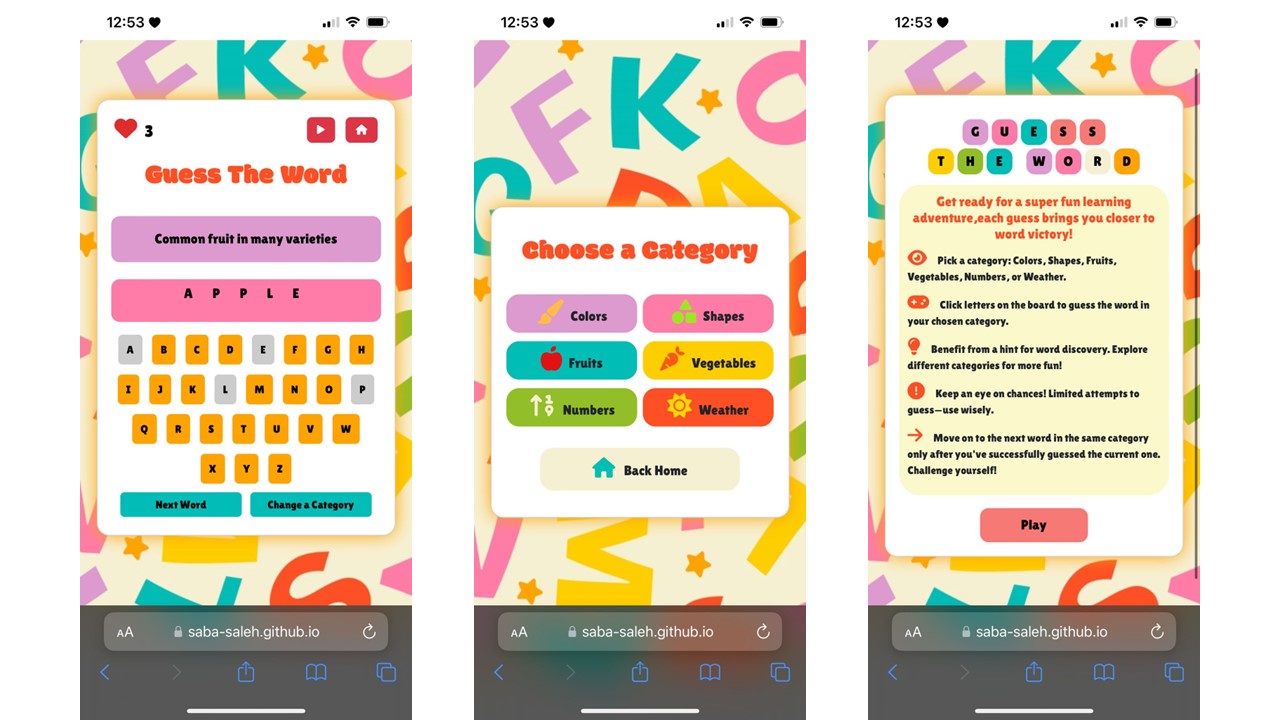 12:53
3
Guess The Word
Common fruit in many varieties
A P P L E
A B C D E F G H
I J K L M N O P
Q R S T U V W
X Y Z
Next Word
Change a Category
AA saba-saleh.github.io
12:53
F K
Choose a Category
Colors
Shapes
Fruits
Vegetables
Numbers
Weather
Back Home
AA saba-saleh.github.io
12:53
GUESS
THE WORD
Get ready for a super fun learning
adventure,each guess brings you closer to
word victory!
Pick a category: Colors, Shapes, Fruits,
Vegetables, Numbers, or Weather.
Click letters on the board to guess the word in
your chosen category.
Benefit from a hint for word discovery. Explore
different categories for more fun!
Keep an eye on chances! Limited attempts to
guess—use wisely.
Move on to the next word in the same category
only after you've successfully guessed the current one.
Challenge yourself!
Play
AA saba-saleh.github.io